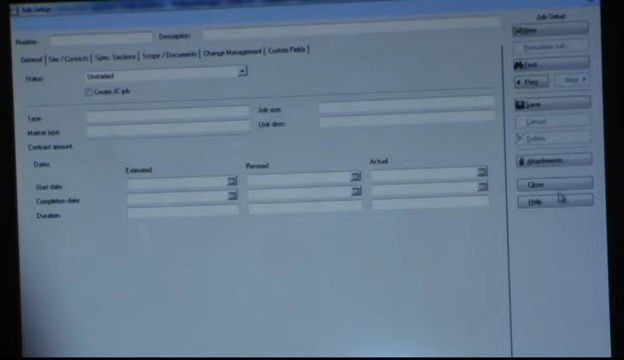 Job Setup
Number:
Description:
General
Site / Contacts
Spec. Sections
Scope / Documents
Change Management
Custom Fields
Status:
Unstarted
Create JC job
Type
Job size:
Market type
Unit desc:
Contract amount
Dates
Estimated
Revised
Actual
Start date:
Completion date:
Duration:
Job Setup
New
Renumber Job...
Find...
Prev
Next
Save
Cancel
Delete
Attachments
Close
Help